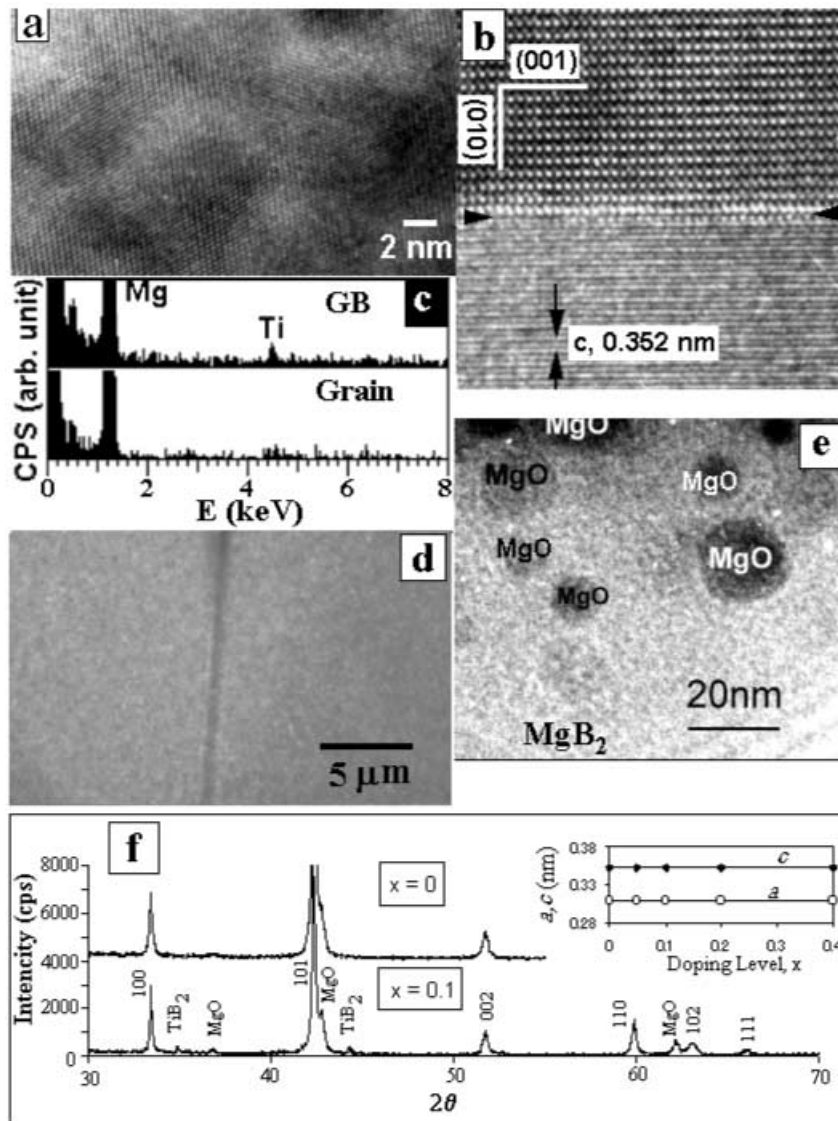 a
2 nm
b
(001)
(010)
c, 0.352 nm
c
Mg
GB
Ti
Grain
CPS (arb. unit)
0 2 4 6 8
E (keV)
d
5 μm
e
MgO
MgO
MgO
MgO
MgO
MgO
20nm
MgB2
f
Intencity (cps)
8000
6000
4000
2000
0
x = 0
x = 0.1
100
TiB2
MgO
101
MgO
TiB2
002
110
MgO
102
111
30 40 50 60 70
2θ
a,c (nm)
0.38
0.33
0.28
c
a
0 0.1 0.2 0.3 0.4
Doping Level, x